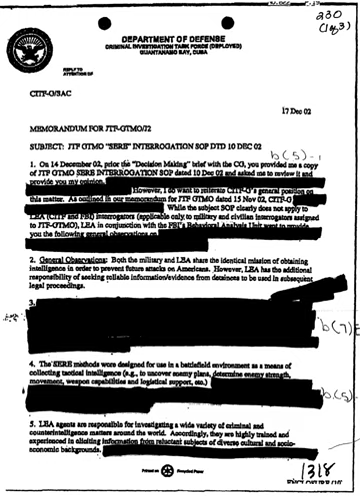 230
(1 of 3)
DEPARTMENT OF DEFENSE
CRIMINAL INVESTIGATION TASK FORCE (DEPLOYED)
GUANTANAMO BAY, CUBA
REPLY TO
ATTENTION OF
CITF-G/SAC
17 Dec 02
MEMORANDUM FOR JTF-GTMO/J2
SUBJECT: JTF GTMO "SERE" INTERROGATION SOP DTD 10 DEC 02
b(5)-1
1. On 14 December 02, prior the "Decision Making" brief with the CG, you provided me a copy
of JTF GTMO SERE INTERROGATION SOP dated 10 Dec 02 and asked me to review it and
provide you my opinion.
However, I do want to reiterate CITF-G's general position on
this matter. As outlined in our memorandum for JTF GTMO dated 15 Nov 02, CITF-G
While the subject SOP clearly does not apply to
LEA (CITF and FBI) interrogators (applicable only to military and civilian interrogators assigned
to JTF-GTMO), LEA in conjunction with the FBI's Behavioral Analysis Unit want to provide
you the following general observations
2. General Observations: Both the military and LEA share the identical mission of obtaining
intelligence in order to prevent future attacks on Americans. However, LEA has the additional
responsibility of seeking reliable information/evidence from detainees to be used in subsequent
legal proceedings.
3.
b(7)E
4. The SERE methods were designed for use in a battlefield environment as a means of
collecting tactical intelligence (e.g., to uncover enemy plans, determine enemy strength,
movement, weapon capabilities and logistical support, etc.)
b(5)
5. LEA agents are responsible for investigating a wide variety of criminal and
counterintelligence matters around the world. Accordingly, they are highly trained and
experienced in eliciting information from reluctant subjects of diverse cultural and socio-
economic backgrounds.
Printed on Recycled Paper
1318